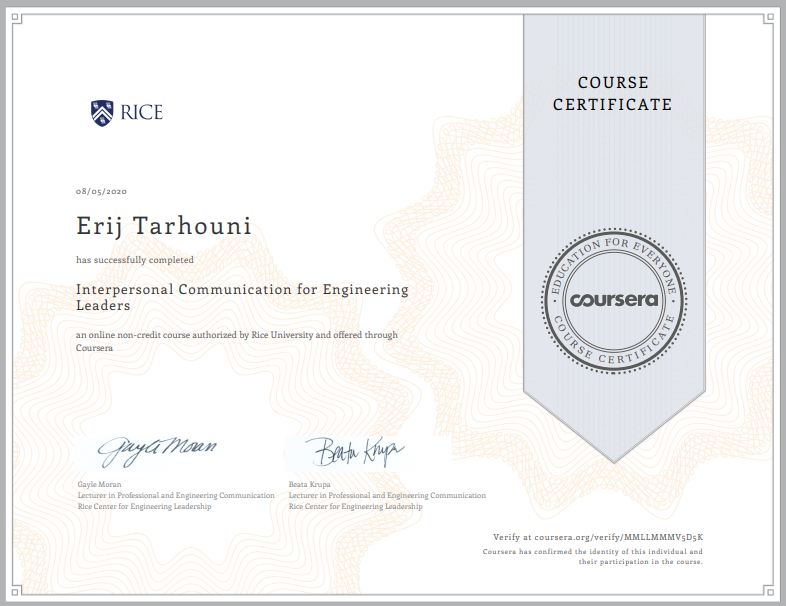 COURSE
CERTIFICATE
RICE
08/05/2020
Erij Tarhouni
has successfully completed
Interpersonal Communication for Engineering
Leaders
an online non-credit course authorized by Rice University and offered through
Coursera
EDUCATION FOR EVERYONE
coursera
COURSE CERTIFICATE
Gayle Moran
Beata Krupa
Gayle Moran
Lecturer in Professional and Engineering Communication
Rice Center for Engineering Leadership
Beata Krupa
Lecturer in Professional and Engineering Communication
Rice Center for Engineering Leadership
Verify at coursera.org/verify/MMLLMMMV5D5K
Coursera has confirmed the identity of this individual and
their participation in the course.